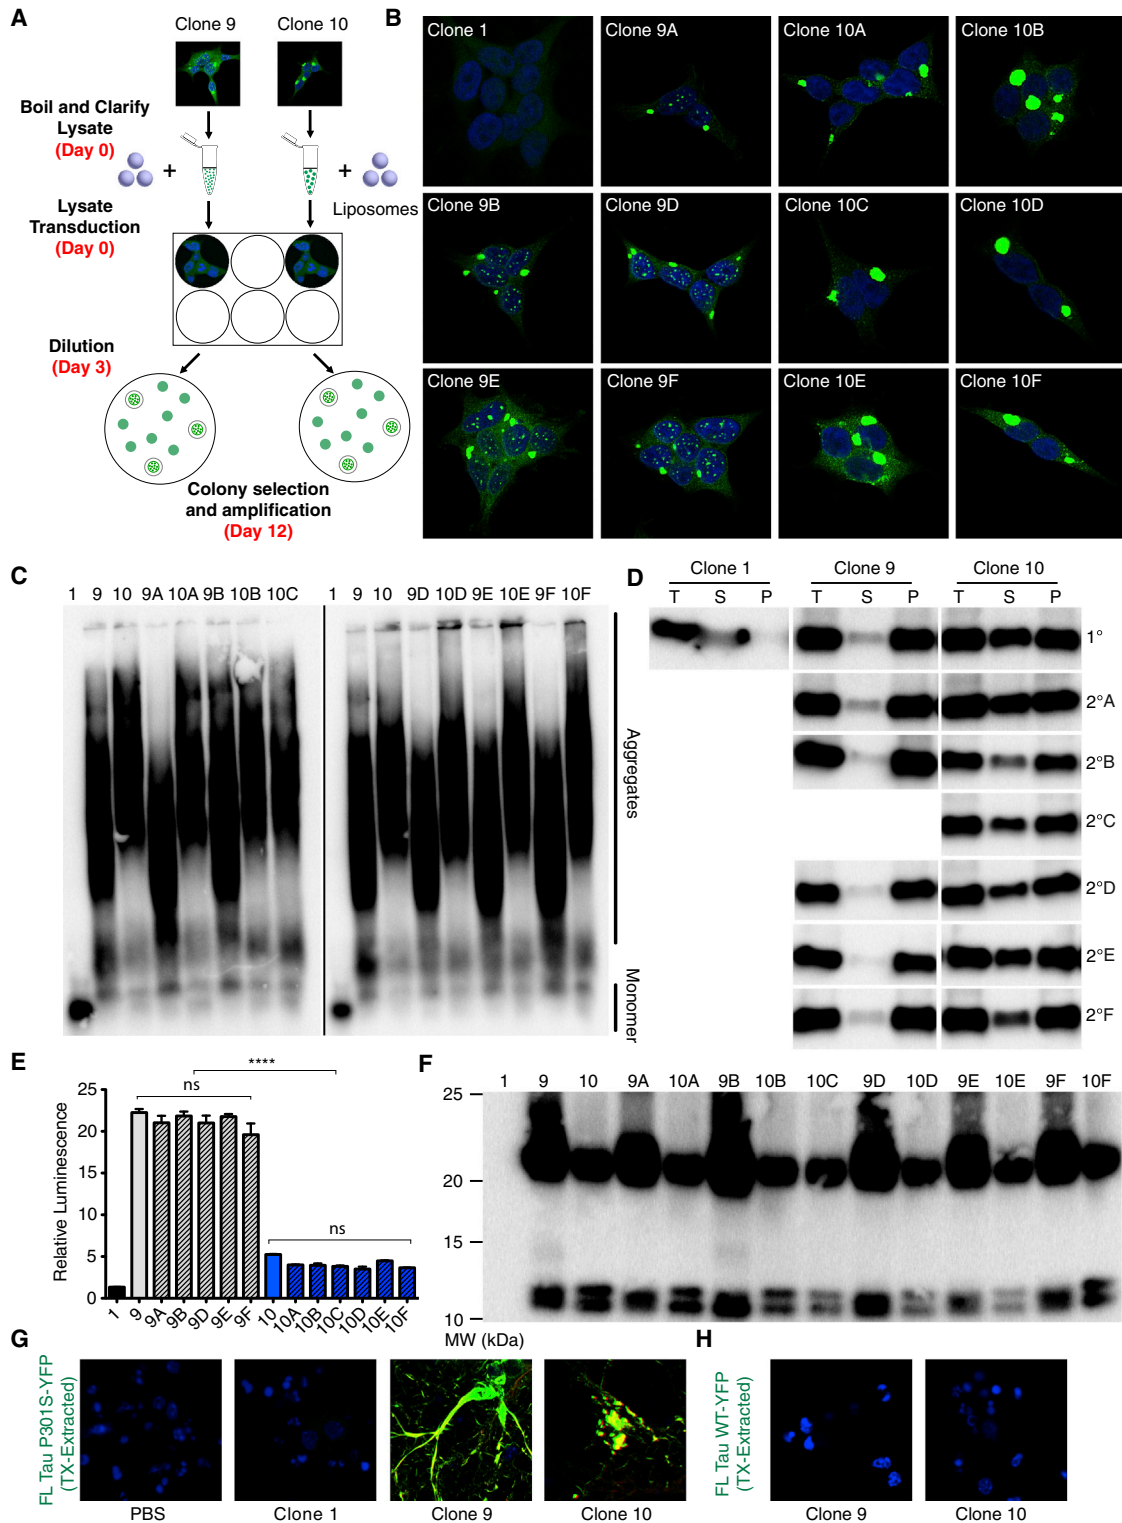 A
Clone 9
Clone 10
Boil and Clarify
Lysate
(Day 0)
+
+
Lysate
Transduction
(Day 0)
Liposomes
Dilution
(Day 3)
Colony selection
and amplification
(Day 12)
B
Clone 1
Clone 9A
Clone 10A
Clone 10B
Clone 9B
Clone 9D
Clone 10C
Clone 10D
Clone 9E
Clone 9F
Clone 10E
Clone 10F
C
1 9 10 9A 10A 9B 10B 10C
1 9 10 9D 10D 9E 10E 9F 10F
Aggregates
Monomer
D
Clone 1
Clone 9
Clone 10
T S P
T S P
T S P
1°
2°A
2°B
2°C
2°D
2°E
2°F
E
****
ns
ns
Relative Luminescence
25
20
15
10
5
0
1 9 9A 9B 9D 9E 9F 10 10A 10B 10C 10D 10E 10F
F
1 9 10 9A 10A 9B 10B 10C 9D 10D 9E 10E 9F 10F
25
20
15
10
MW (kDa)
G
FL Tau P301S-YFP
(TX-Extracted)
PBS
Clone 1
Clone 9
Clone 10
H
FL Tau WT-YFP
(TX-Extracted)
Clone 9
Clone 10